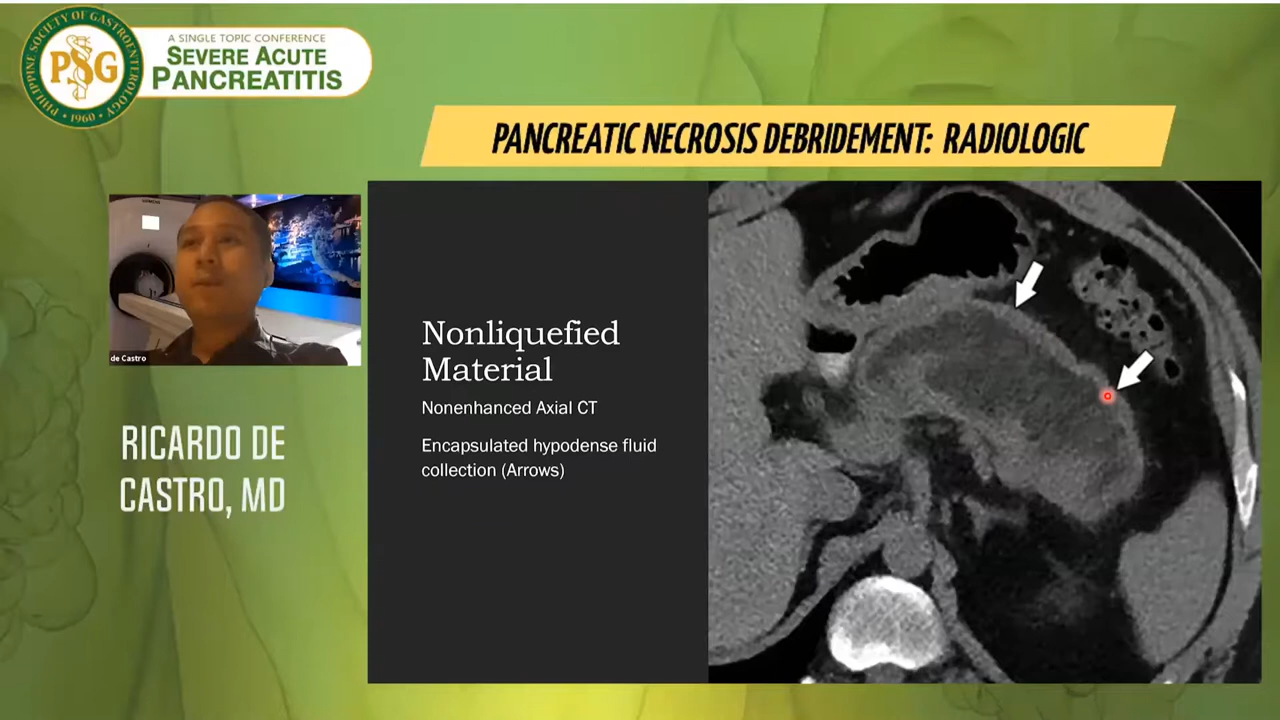 PHILIPPINE SOCIETY OF GASTROENTEROLOGY
PSG
• 1960 •
A SINGLE TOPIC CONFERENCE
SEVERE ACUTE
PANCREATITIS
PANCREATIC NECROSIS DEBRIDEMENT: RADIOLOGIC
de Castro
RICARDO DE
CASTRO, MD
Nonliquefied
Material
Nonenhanced Axial CT
Encapsulated hypodense fluid
collection (Arrows)